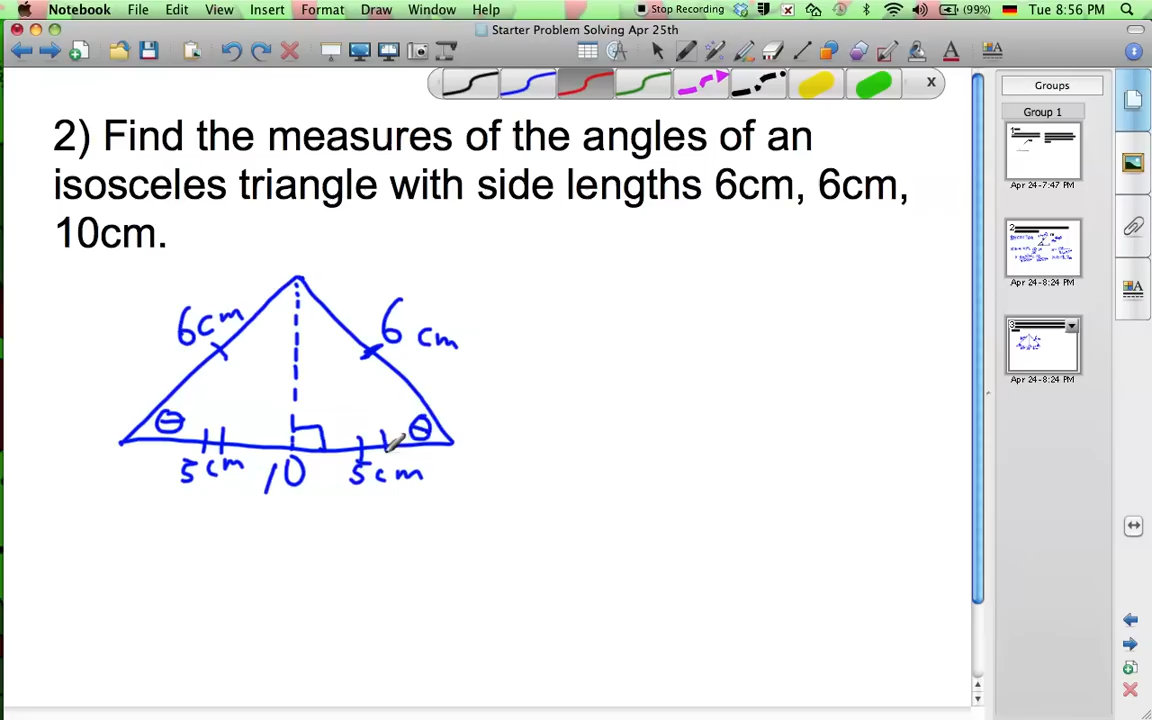 Notebook File Edit View Insert Format Draw Window Help Stop Recording (99%) Tue 8:56 PM
Starter Problem Solving Apr 25th
x
Groups
Group 1
Apr 24-7:47 PM
Apr 24-8:24 PM
Apr 24-8:24 PM
2) Find the measures of the angles of an
isosceles triangle with side lengths 6cm, 6cm,
10cm.
6cm 6 cm
θ θ
5cm 10 5cm